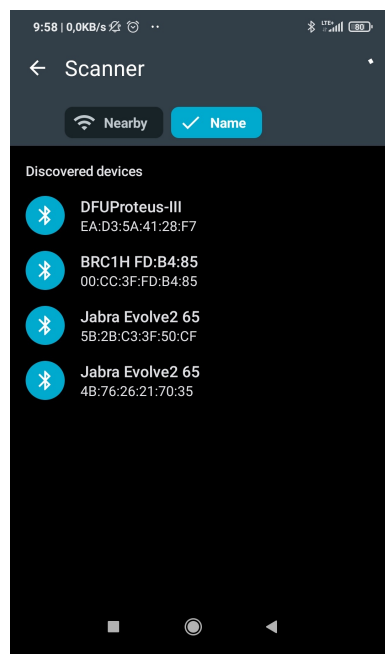 9:58 | 0,0KB/s
LTE+
80
Scanner
Nearby
Name
Discovered devices
DFUProteus-III
EA:D3:5A:41:28:F7
BRC1H FD:B4:85
00:CC:3F:FD:B4:85
Jabra Evolve2 65
5B:2B:C3:3F:50:CF
Jabra Evolve2 65
4B:76:26:21:70:35